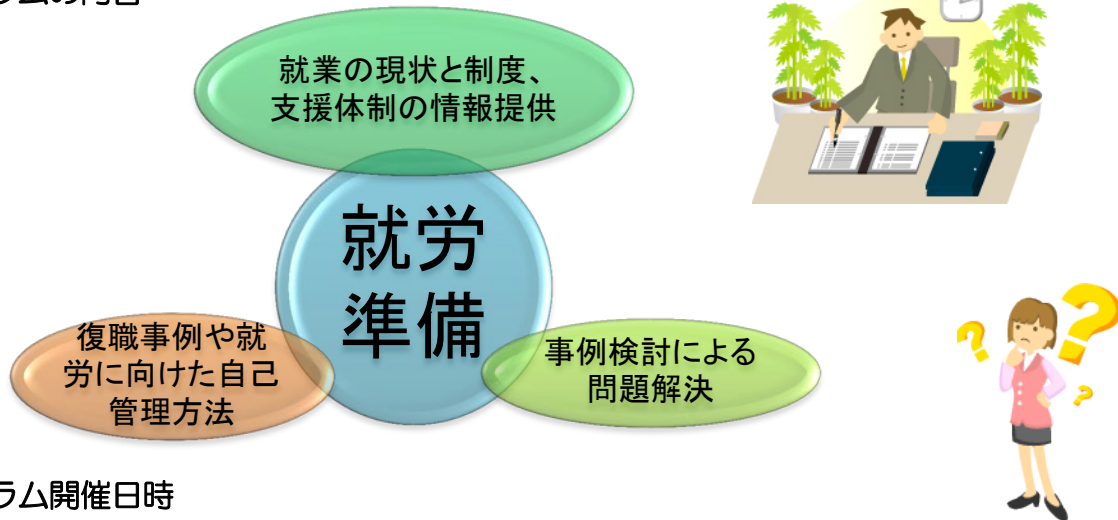 就業の現状と制度、
支援体制の情報提供
就労
準備
復職事例や就
労に向けた自己
管理方法
事例検討による
問題解決
ラム開催日時